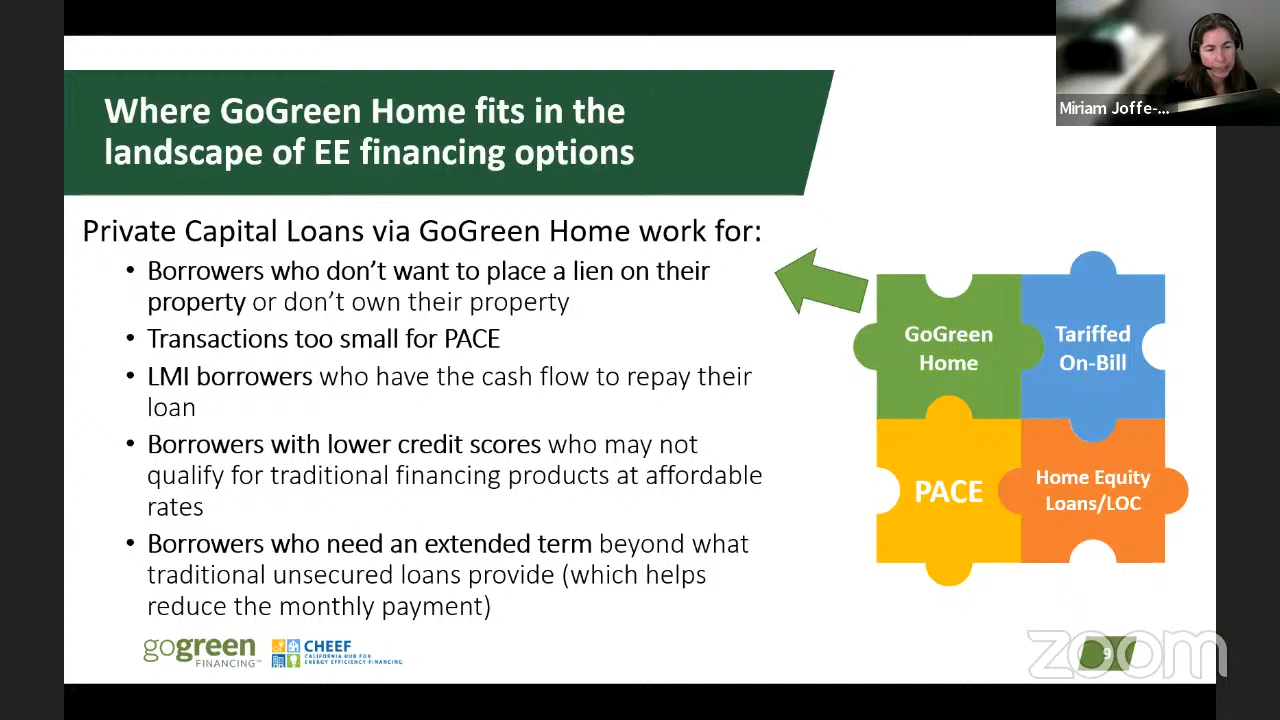 Miriam Joffe-...
Where GoGreen Home fits in the
landscape of EE financing options
Private Capital Loans via GoGreen Home work for:
• Borrowers who don’t want to place a lien on their
property or don’t own their property
• Transactions too small for PACE
• LMI borrowers who have the cash flow to repay their
loan
• Borrowers with lower credit scores who may not
qualify for traditional financing products at affordable
rates
• Borrowers who need an extended term beyond what
traditional unsecured loans provide (which helps
reduce the monthly payment)
GoGreen
Home
Tariffed
On-Bill
PACE
Home Equity
Loans/LOC
gogreen
FINANCING™
CHEEF
CALIFORNIA HUB FOR
ENERGY EFFICIENCY FINANCING
9
zoom